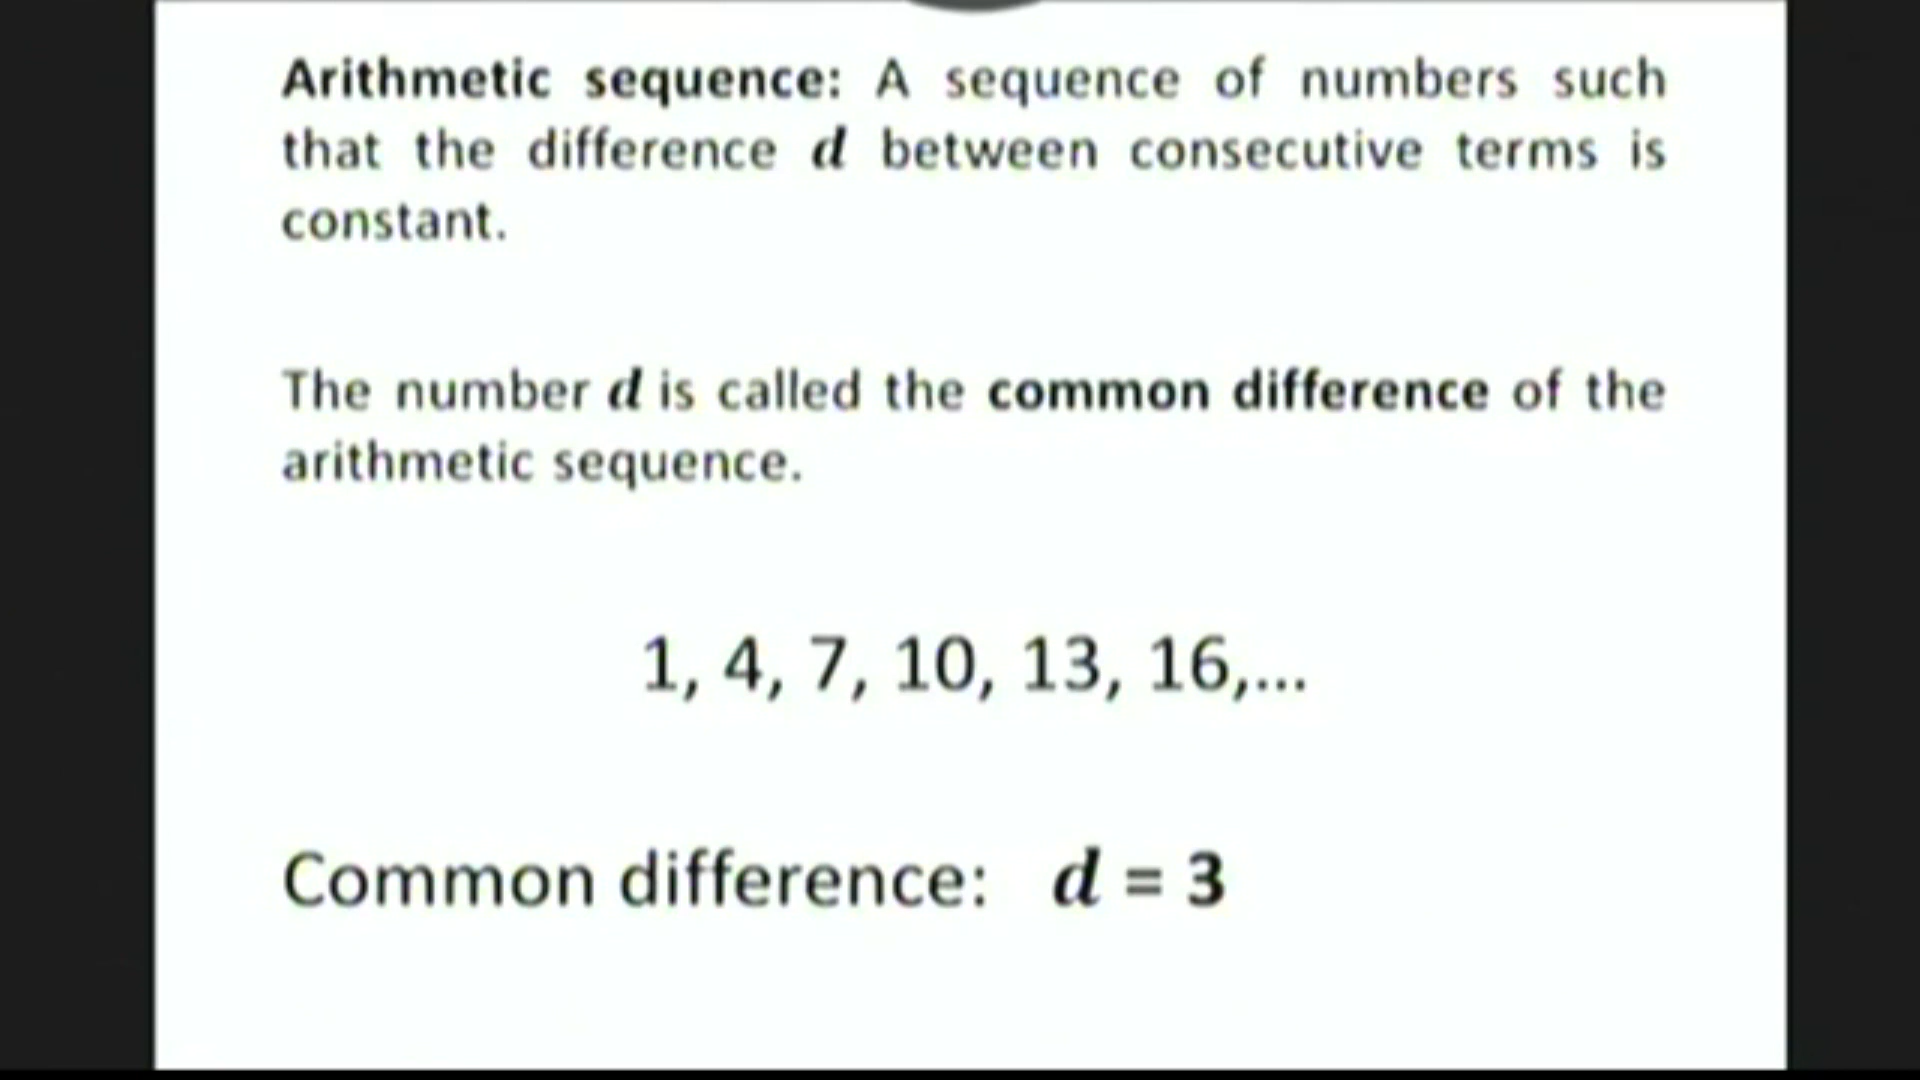 Arithmetic sequence: A sequence of numbers such
that the difference d between consecutive terms is
constant.
The number d is called the common difference of the
arithmetic sequence.
1, 4, 7, 10, 13, 16,...
Common difference: d = 3